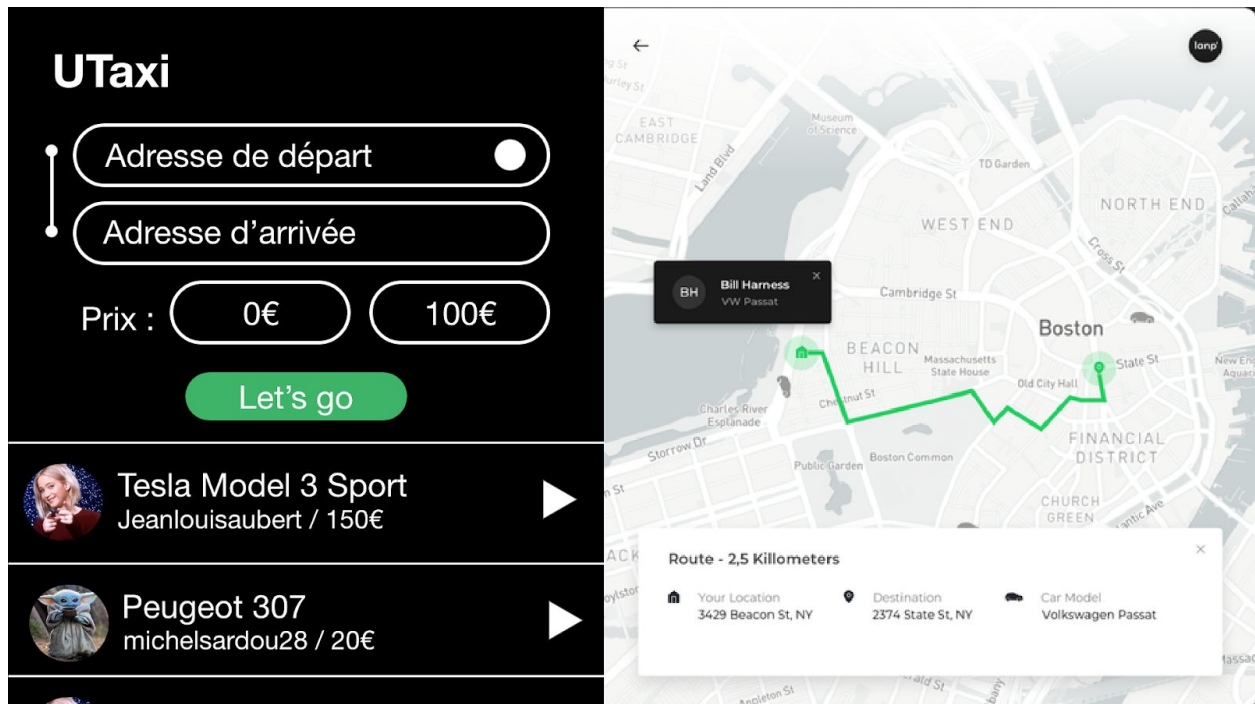 UTaxi
Adresse de départ
Adresse d'arrivée
Prix : 0€ 100€
Let's go
Tesla Model 3 Sport
Jeanlouisaubert / 150€
Peugeot 307
michelsardou28 / 20€
lanp'
EAST
CAMBRIDGE
Museum
of Science
Land Blvd
TD Garden
NORTH END
WEST END
Cross St
BH
Bill Harness
VW Passat
Cambridge St
Boston
BEACON
HILL
Massachusetts
State House
State St
Old City Hall
Chestnut St
Charles River
Esplanade
Storrow Dr
Public Garden
Boston Common
FINANCIAL
DISTRICT
CHURCH
GREEN
Route - 2,5 Killometers
Your Location
3429 Beacon St, NY
Destination
2374 State St, NY
Car Model
Volkswagen Passat
Appleton St